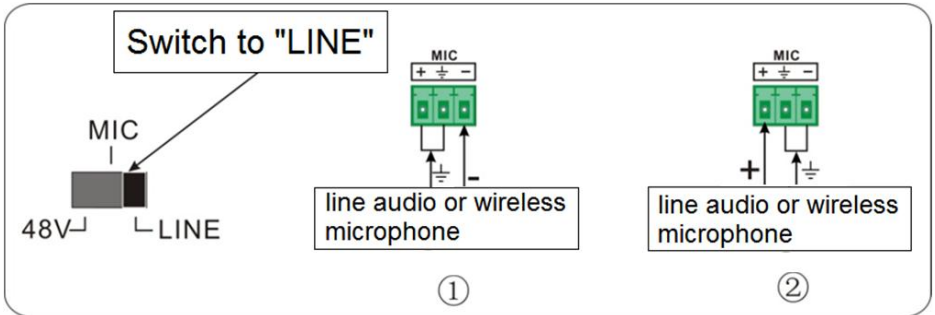 Switch to "LINE"
MIC
48V
LINE
MIC
+ ⏚ -
⏚ -
line audio or wireless
microphone
①
MIC
+ ⏚ -
+ ⏚
line audio or wireless
microphone
②